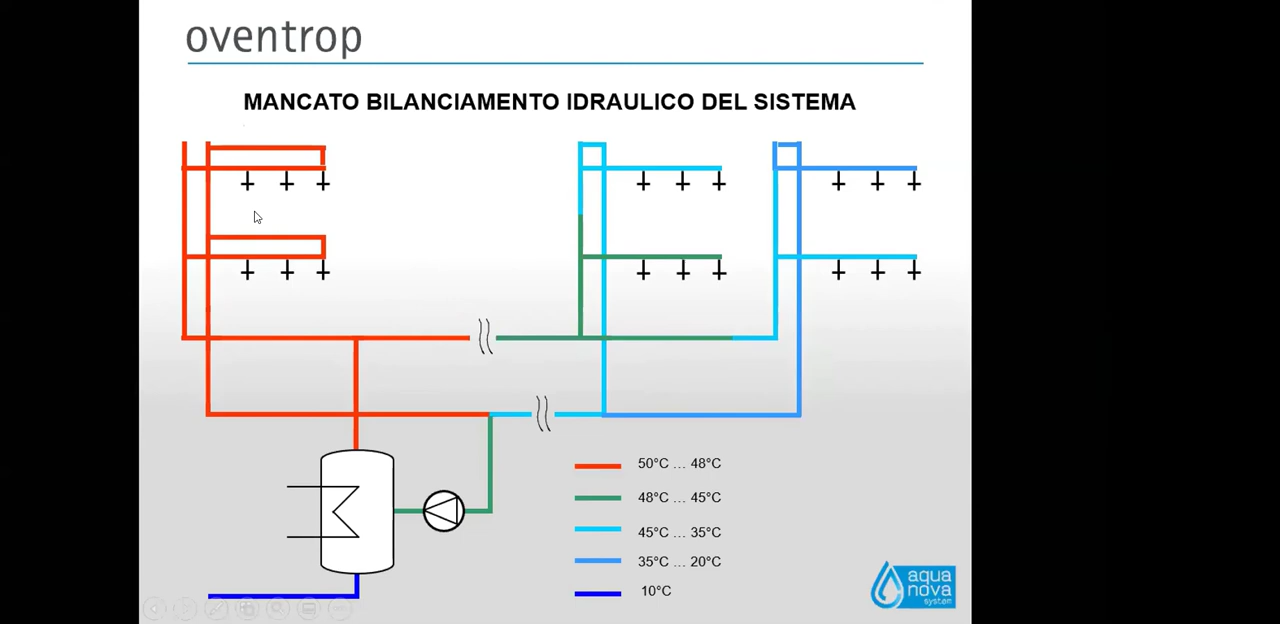 oventrop
MANCATO BILANCIAMENTO IDRAULICO DEL SISTEMA
50°C ... 48°C
48°C ... 45°C
45°C ... 35°C
35°C ... 20°C
10°C
aqua
nova
system